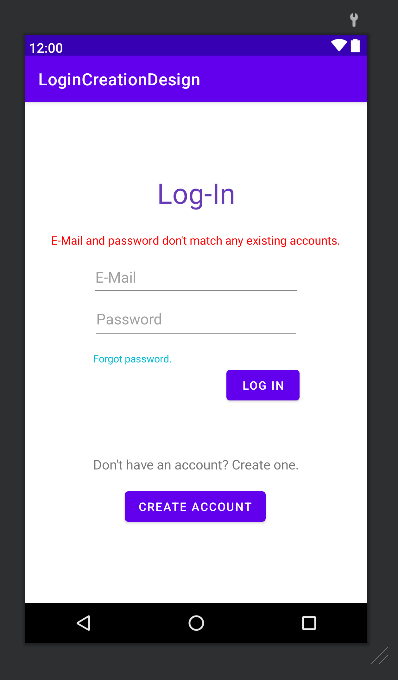 12:00
LoginCreationDesign
Log-In
E-Mail and password don't match any existing accounts.
E-Mail
Password
Forgot password.
LOG IN
Don't have an account? Create one.
CREATE ACCOUNT